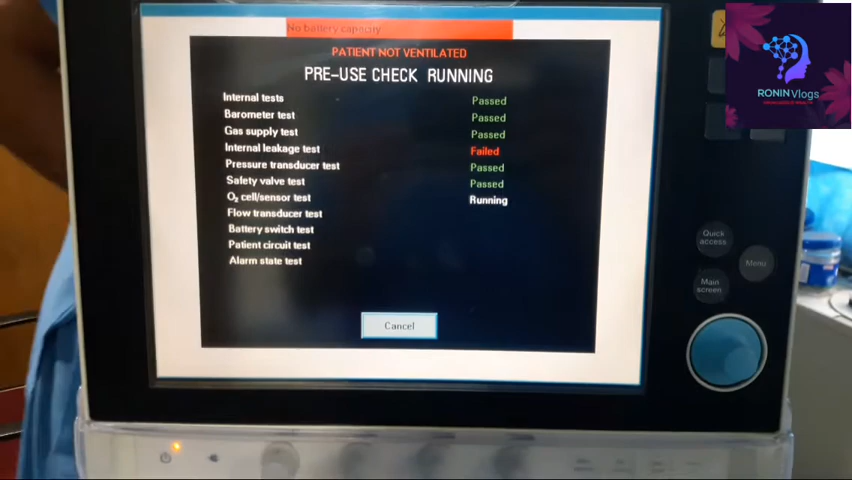 No battery capacity
PATIENT NOT VENTILATED
PRE-USE CHECK RUNNING
Internal tests Passed
Barometer test Passed
Gas supply test Passed
Internal leakage test Failed
Pressure transducer test Passed
Safety valve test Passed
O₂ cell/sensor test Running
Flow transducer test
Battery switch test
Patient circuit test
Alarm state test
Cancel
RONIN Vlogs
Quick
access
Menu
Main
screen